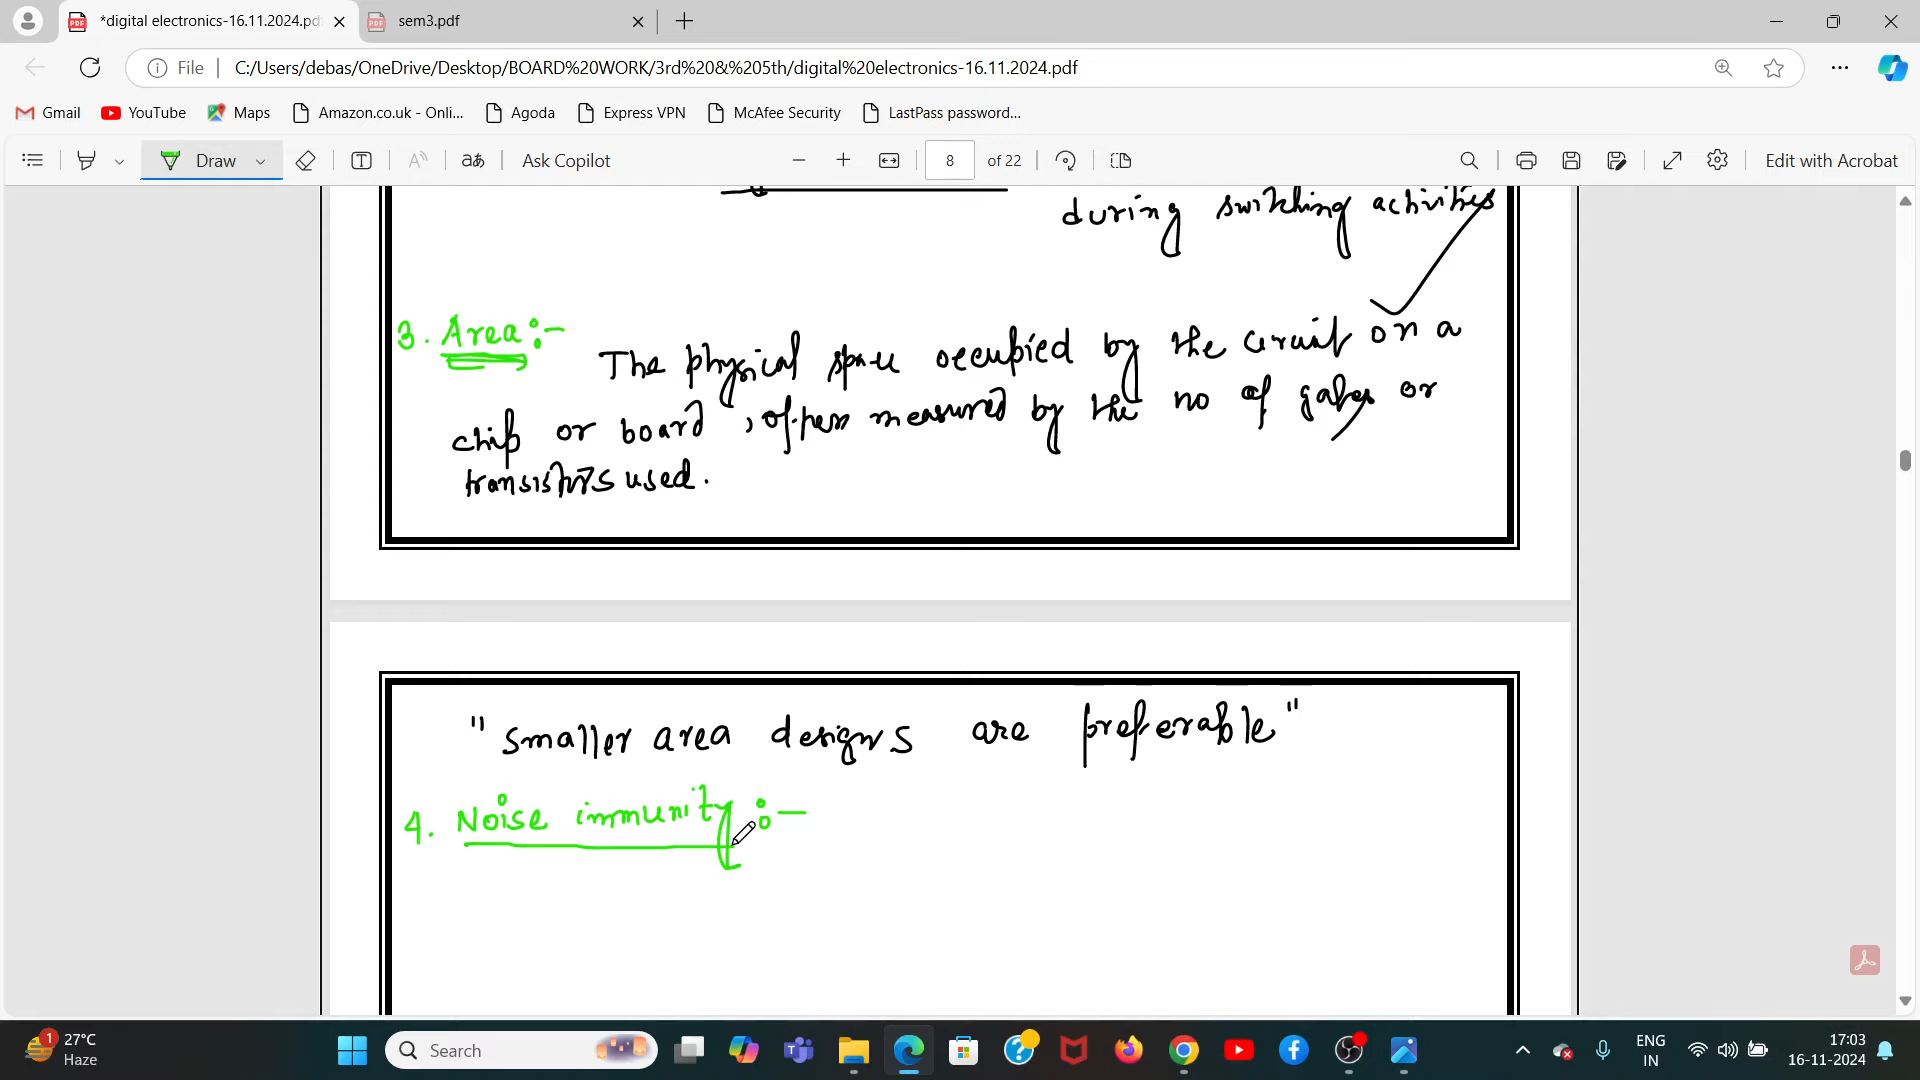 *digital electronics-16.11.2024.pd
sem3.pdf
File
C:/Users/debas/OneDrive/Desktop/BOARD%20WORK/3rd%20&%205th/digital%20electronics-16.11.2024.pdf
Gmail
YouTube
Maps
Amazon.co.uk - Onli...
Agoda
Express VPN
McAfee Security
LastPass password...
Draw
Ask Copilot
8 of 22
Edit with Acrobat
during switching activities
3. Area:-
The physical space occupied by the circuit on a
chip or board, often measured by the no of gates or
transistors used.
"smaller area designs are preferable"
4. Noise immunity:-
1
27°C
Haze
Search
ENG
IN
17:03
16-11-2024